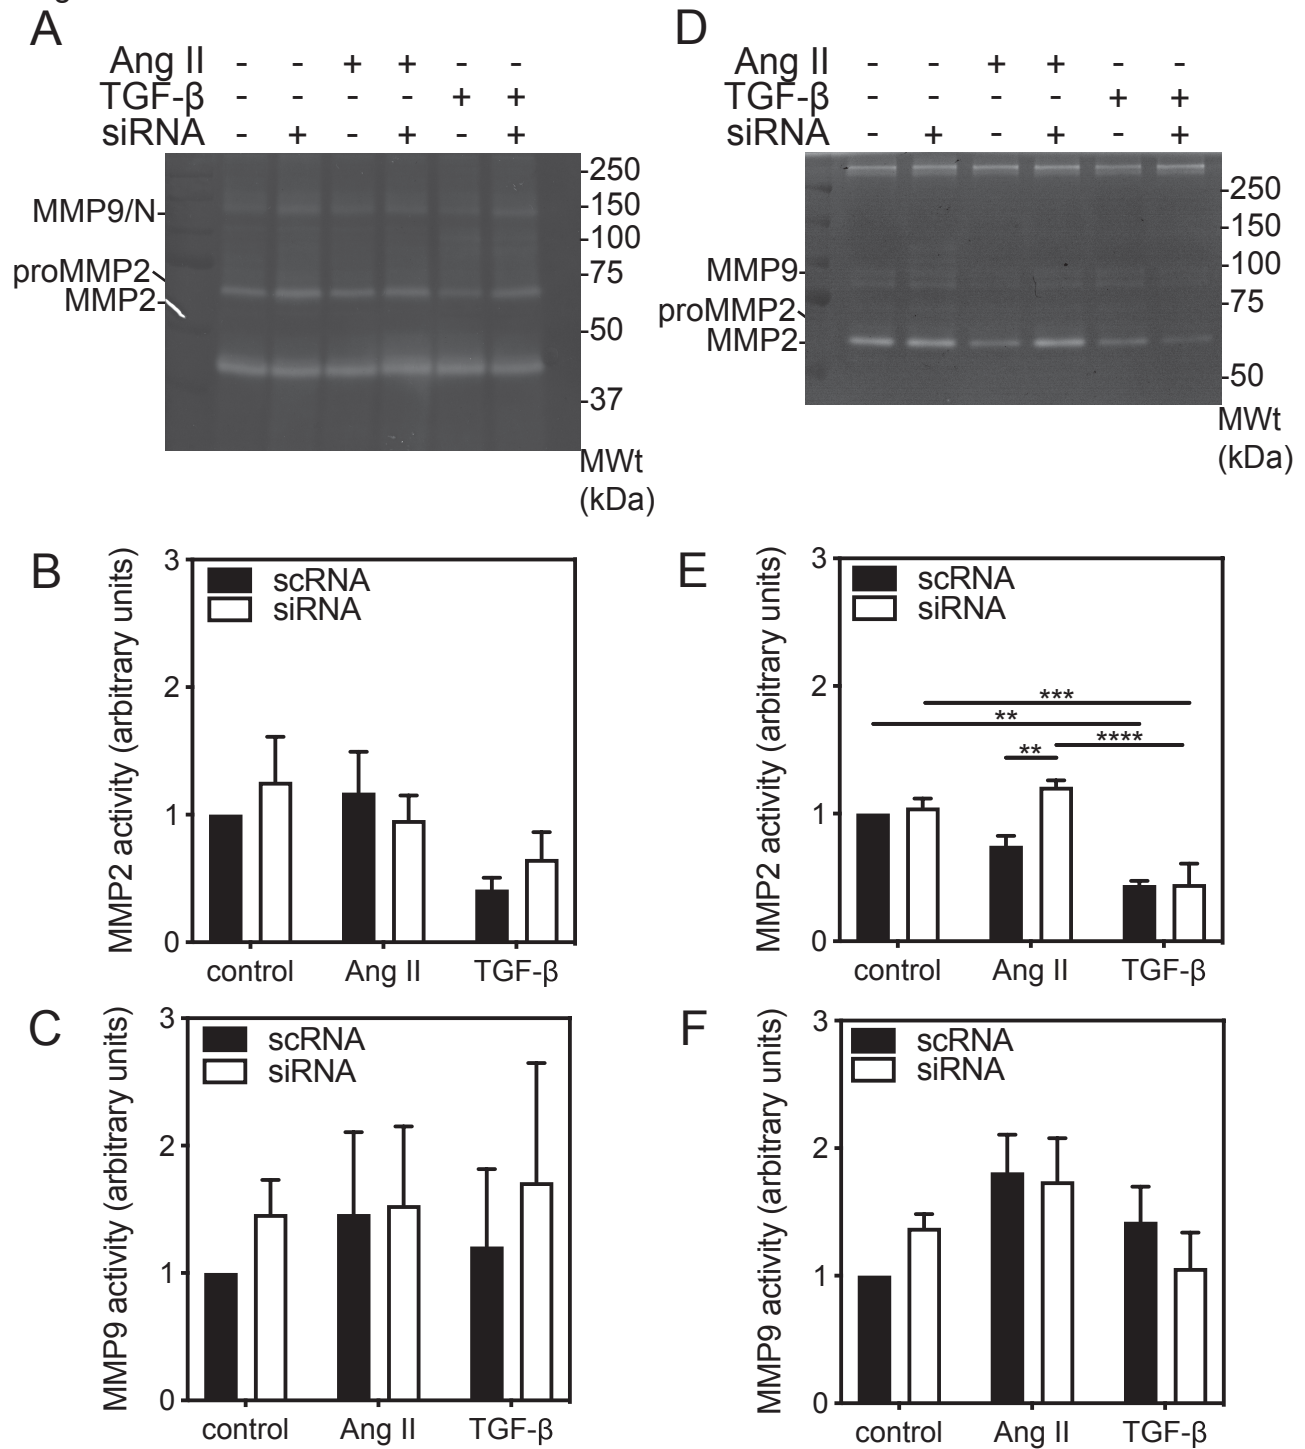 A
Ang II - - + + - -
TGF-β - - - - + +
siRNA - + - + - +
MMP9/N-
proMMP2
MMP2-
-250
-150
-100
-75
-50
-37
MWt
(kDa)
D
Ang II - - + + - -
TGF-β - - - - + +
siRNA - + - + - +
MMP9-
proMMP2
MMP2-
-250
-150
-100
-75
-50
MWt
(kDa)
B
MMP2 activity (arbitrary units)
3
2
1
0
scRNA
siRNA
control Ang II TGF-β
E
MMP2 activity (arbitrary units)
3
2
1
0
scRNA
siRNA
***
**
****
**
control Ang II TGF-β
C
MMP9 activity (arbitrary units)
3
2
1
0
scRNA
siRNA
control Ang II TGF-β
F
MMP9 activity (arbitrary units)
3
2
1
0
scRNA
siRNA
control Ang II TGF-β